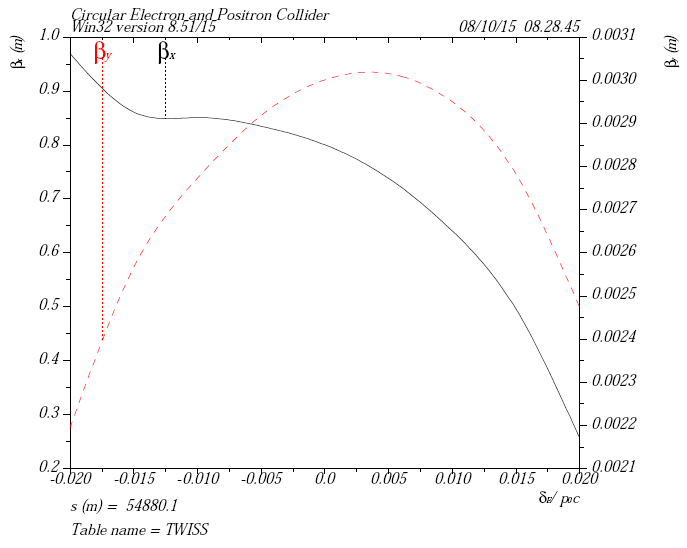 Circular Electron and Positron Collider
Win32 version 8.51/15 08/10/15 08.28.45
βx (m)
βy (m)
βy βx
1.0
0.9
0.8
0.7
0.6
0.5
0.4
0.3
0.2
0.0031
0.0030
0.0029
0.0028
0.0027
0.0026
0.0025
0.0024
0.0023
0.0022
0.0021
-0.020 -0.015 -0.010 -0.005 0.0 0.005 0.010 0.015 0.020
δE/ p0c
s (m) = 54880.1
Table name = TWISS